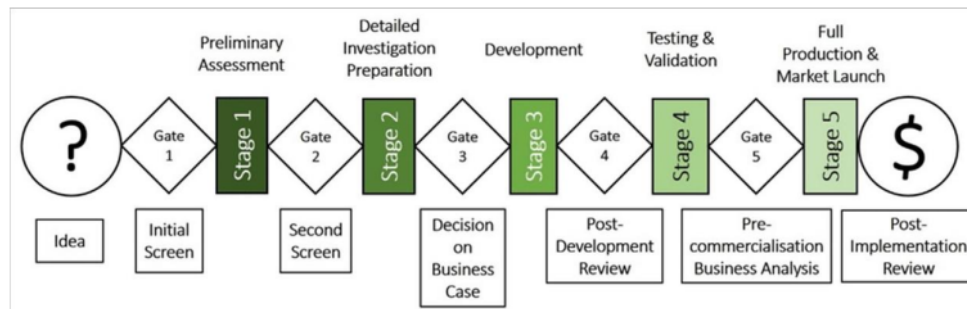 Preliminary
Assessment
Detailed
Investigation
Preparation
Development
Testing &
Validation
Full
Production &
Market Launch
?
Gate
1
Stage 1
Gate
2
Stage 2
Gate
3
Stage 3
Gate
4
Stage 4
Gate
5
Stage 5
$
Idea
Initial
Screen
Second
Screen
Decision
on
Business
Case
Post-
Development
Review
Pre-
commercialisation
Business Analysis
Post-
Implementation
Review